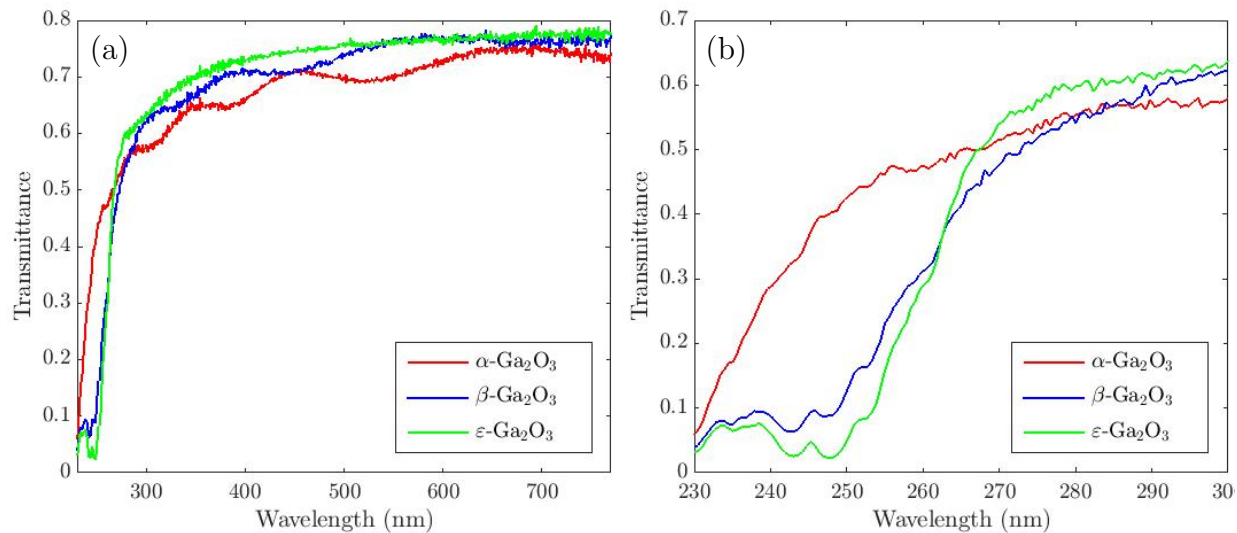 (a)
Transmittance
0.8
0.7
0.6
0.5
0.4
0.3
0.2
0.1
0
300 400 500 600 700
Wavelength (nm)
α-Ga₂O₃
β-Ga₂O₃
ε-Ga₂O₃
(b)
Transmittance
0.7
0.6
0.5
0.4
0.3
0.2
0.1
0
230 240 250 260 270 280 290 30
Wavelength (nm)
α-Ga₂O₃
β-Ga₂O₃
ε-Ga₂O₃